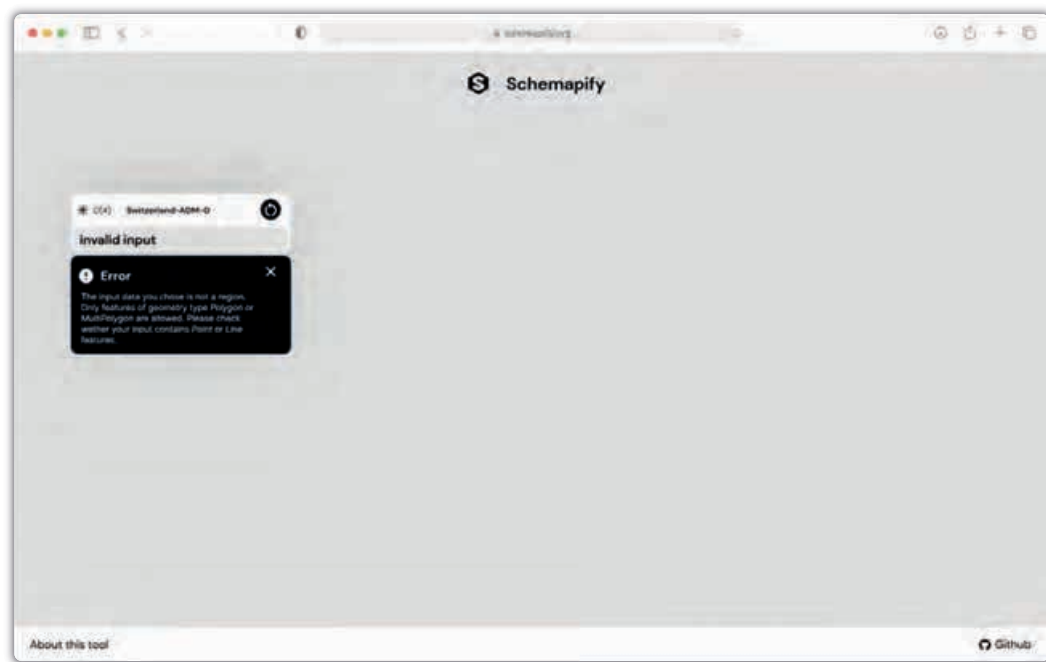 Schemapify
Switzerland-ADM-0
invalid input
Error
The input data you chose is not a region.
Only features of geometry type Polygon or
MultiPolygon are allowed. Please check
wether your input contains Point or Line
features.
About this tool
Github